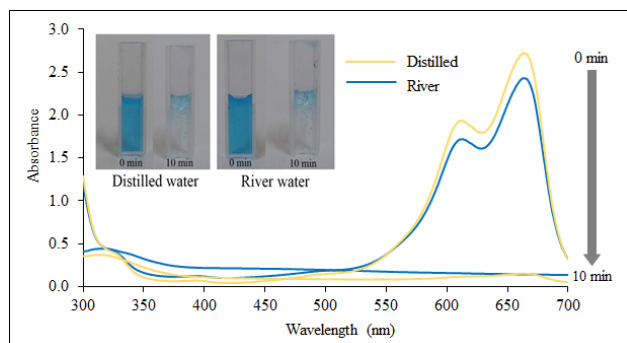 3.0
2.5
2.0
1.5
1.0
0.5
0.0
Absorbance
0 min
10 min
Distilled water
0 min
10 min
River water
Distilled
River
0 min
10 min
300
350
400
450
500
550
600
650
700
Wavelength (nm)